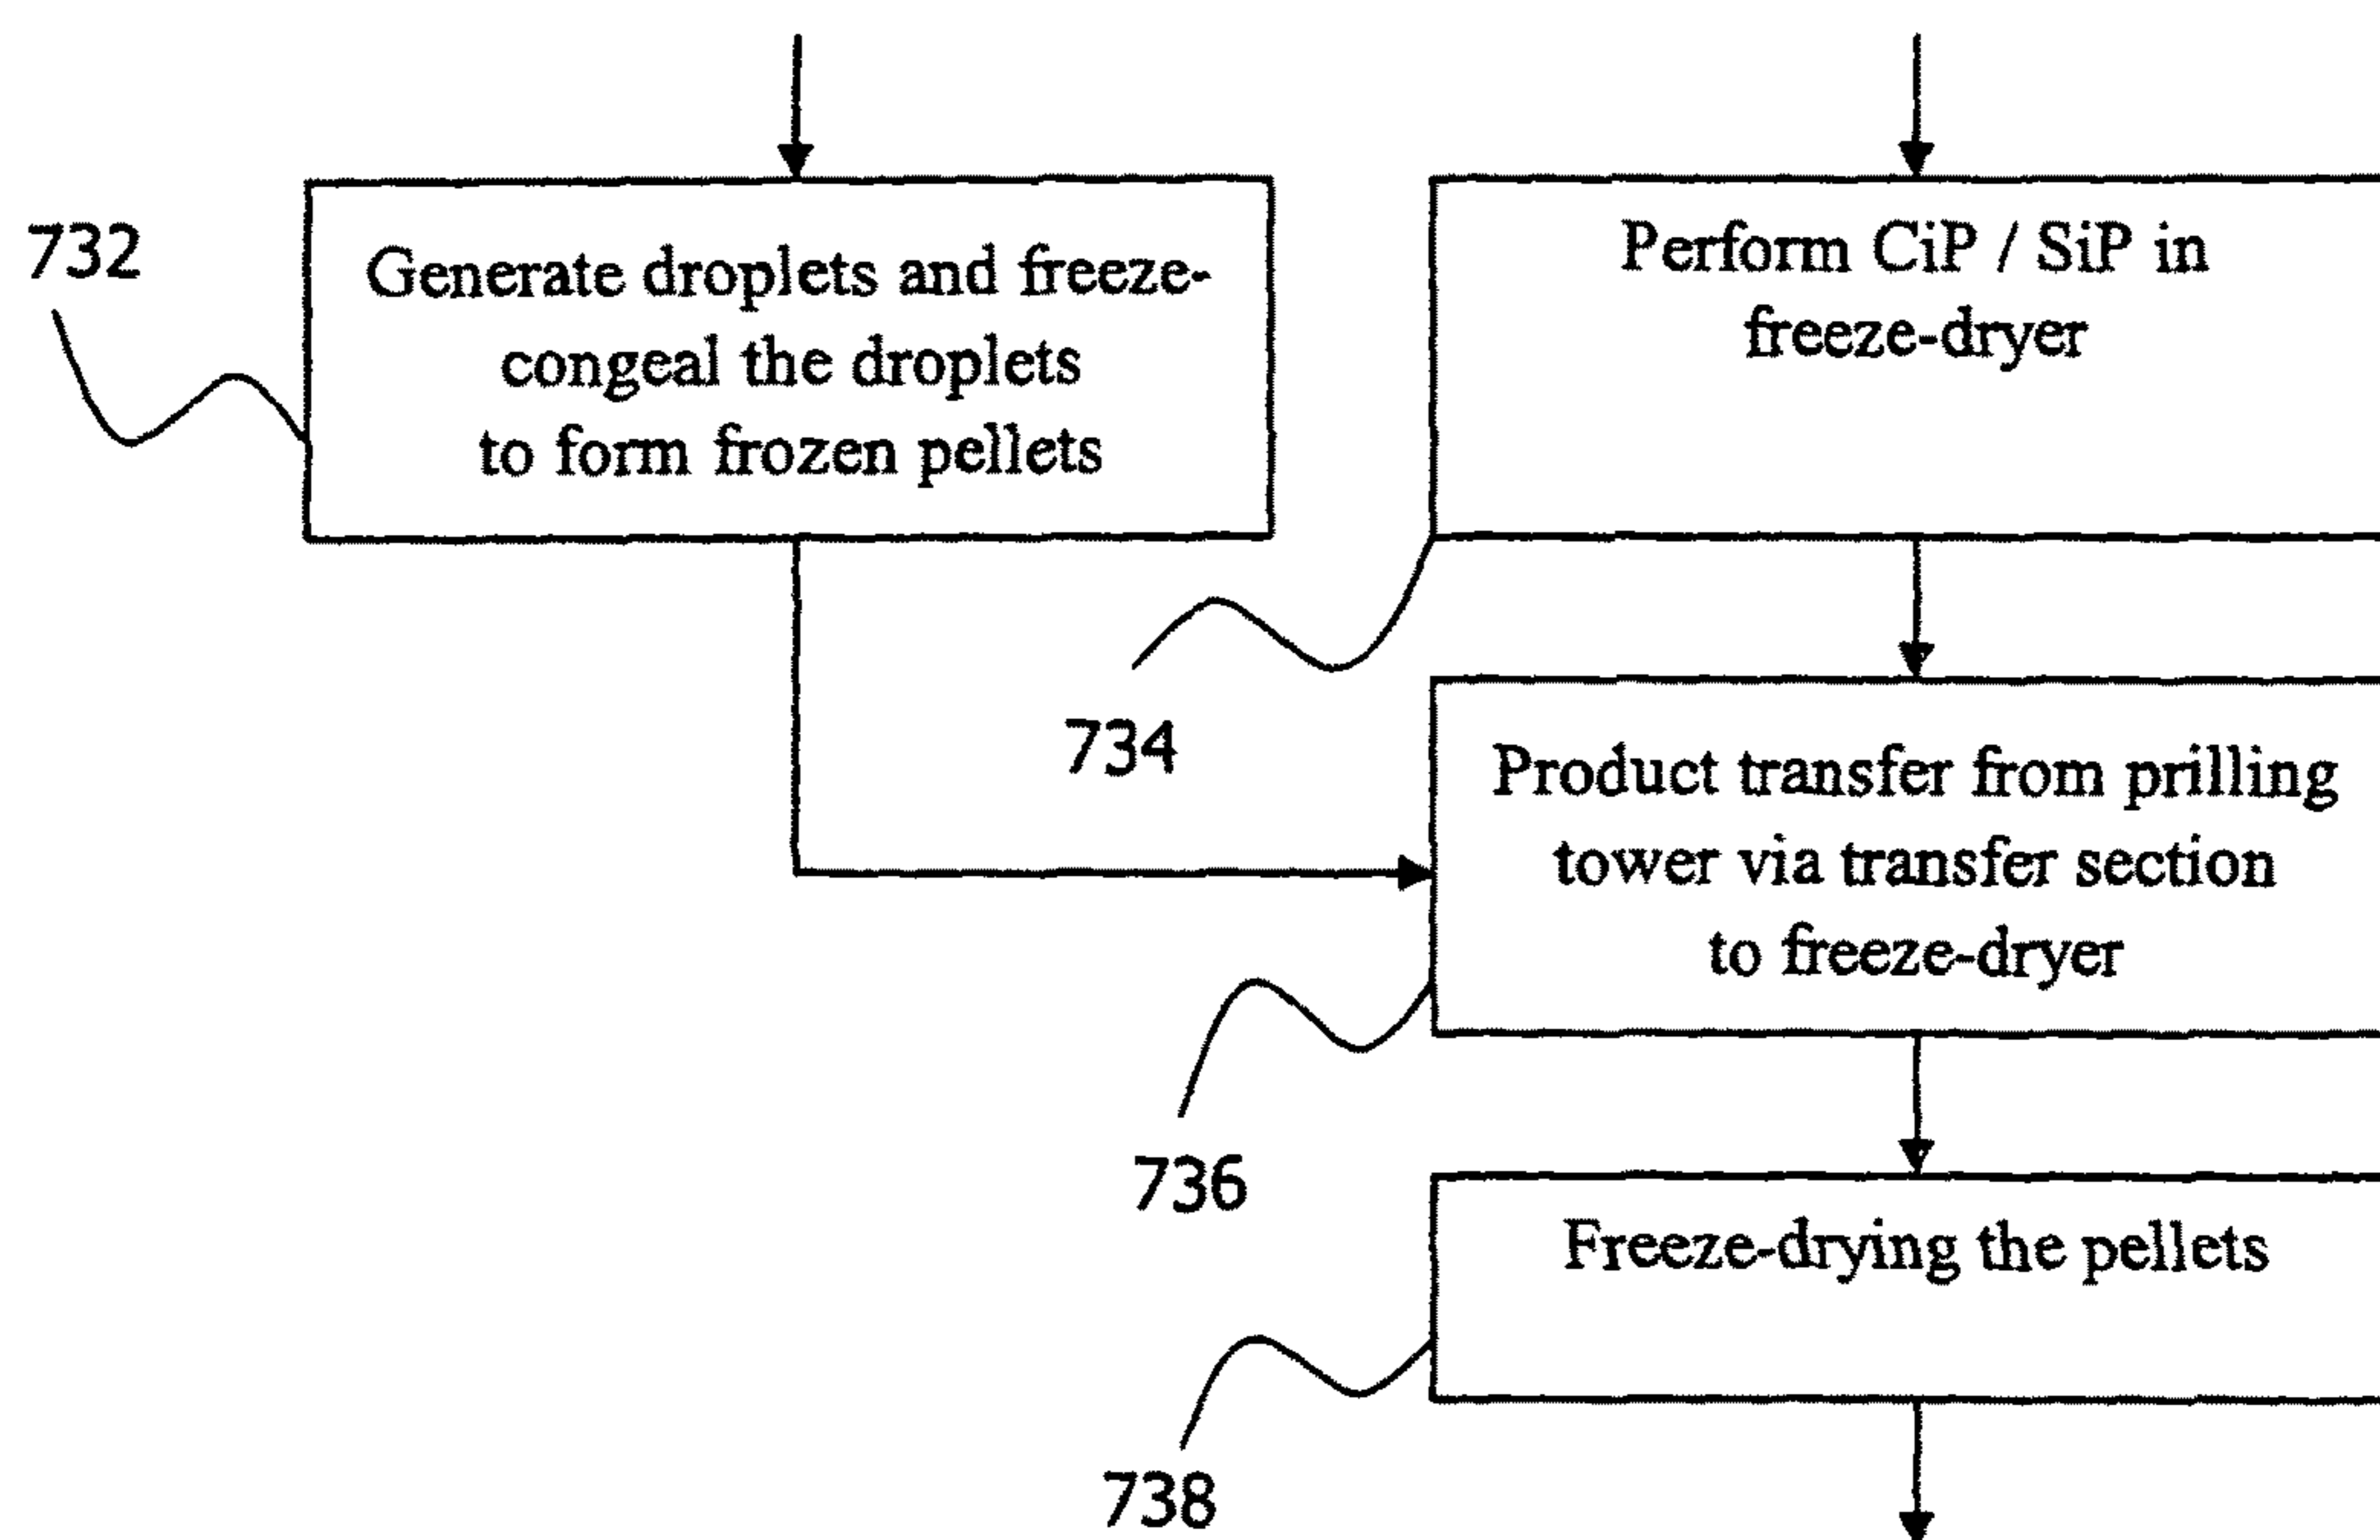 732
Generate droplets and freeze-
congeal the droplets
to form frozen pellets
Perform CiP / SiP in
freeze-dryer
734
Product transfer from prilling
tower via transfer section
to freeze-dryer
736
Freeze-drying the pellets
738